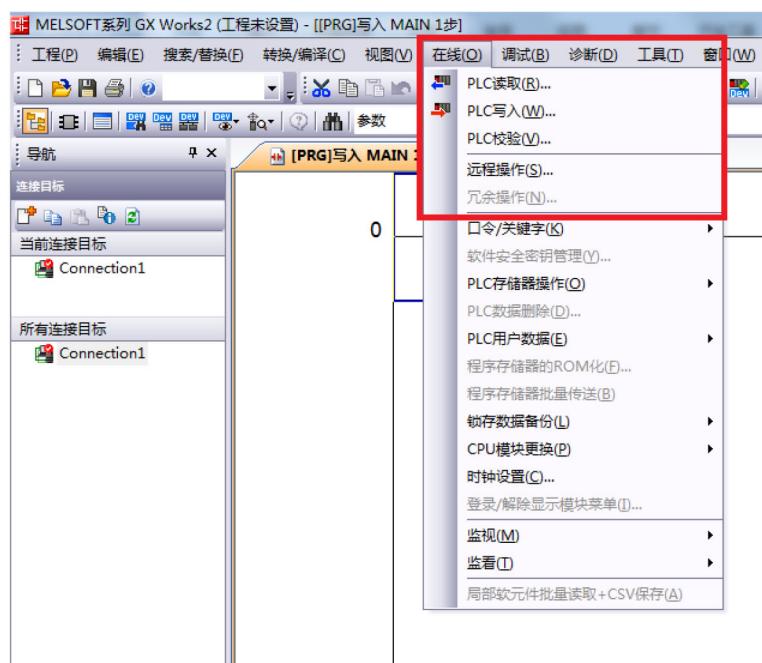 MELSOFT系列 GX Works2 (工程未设置) - [[PRG]写入 MAIN 1步]
工程(P) 编辑(E) 搜索/替换(F) 转换/编译(C) 视图(V) 在线(O) 调试(B) 诊断(D) 工具(T) 窗口(W)
参数
导航
[PRG]写入 MAIN
连接目标
当前连接目标
Connection1
所有连接目标
Connection1
0
PLC读取(R)...
PLC写入(W)...
PLC校验(V)...
远程操作(S)...
冗余操作(N)...
口令/关键字(K)
软件安全密钥管理(Y)...
PLC存储器操作(O)
PLC数据删除(D)...
PLC用户数据(E)
程序存储器的ROM化(F)...
程序存储器批量传送(B)
锁存数据备份(L)
CPU模块更换(P)
时钟设置(C)...
登录/解除显示模块菜单(I)...
监视(M)
监看(T)
局部软元件批量读取+CSV保存(A)